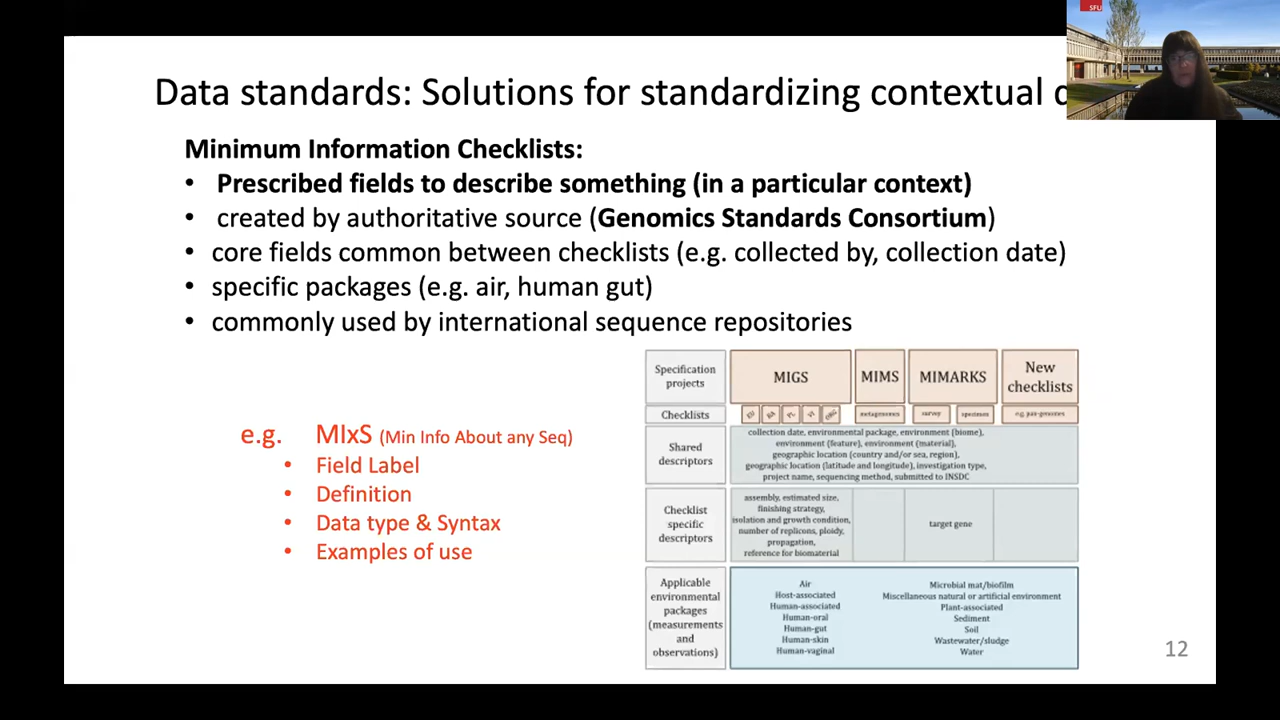 SFU
Data standards: Solutions for standardizing contextual
Minimum Information Checklists:
• Prescribed fields to describe something (in a particular context)
• created by authoritative source (Genomics Standards Consortium)
• core fields common between checklists (e.g. collected by, collection date)
• specific packages (e.g. air, human gut)
• commonly used by international sequence repositories
e.g. MIxS (Min Info About any Seq)
• Field Label
• Definition
• Data type & Syntax
• Examples of use
Specification
projects
MIGS
MIMS
MIMARKS
New
checklists
Checklists
EU
BA
ORG
metagenomes
survey
specimen
e.g. pan-genomes
Shared
descriptors
collection date, environmental package, environment (biome),
environment (feature), environment (material),
geographic location (country and/or sea, region),
geographic location (latitude and longitude), investigation type,
project name, sequencing method, submitted to INSDC
Checklist
specific
descriptors
assembly, estimated size,
finishing strategy,
isolation and growth condition,
number of replicons, ploidy,
propagation,
reference for biomaterial
target gene
Applicable
environmental
packages
(measurements
and
observations)
Air
Host-associated
Human-associated
Human-oral
Human-gut
Human-skin
Human-vaginal
Microbial mat/biofilm
Miscellaneous natural or artificial environment
Plant-associated
Sediment
Soil
Wastewater/sludge
Water
12